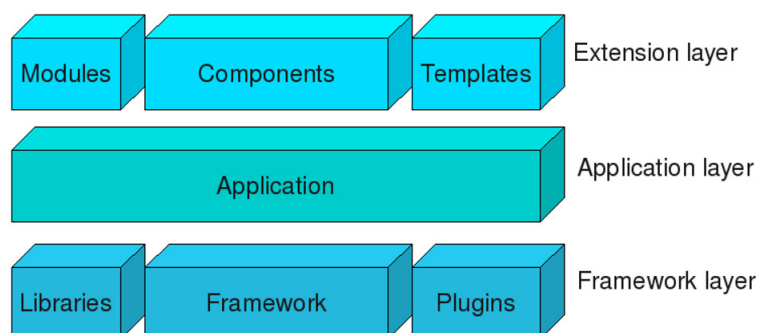 Extension layer
Modules Components Templates
Application layer
Application
Framework layer
Libraries Framework Plugins